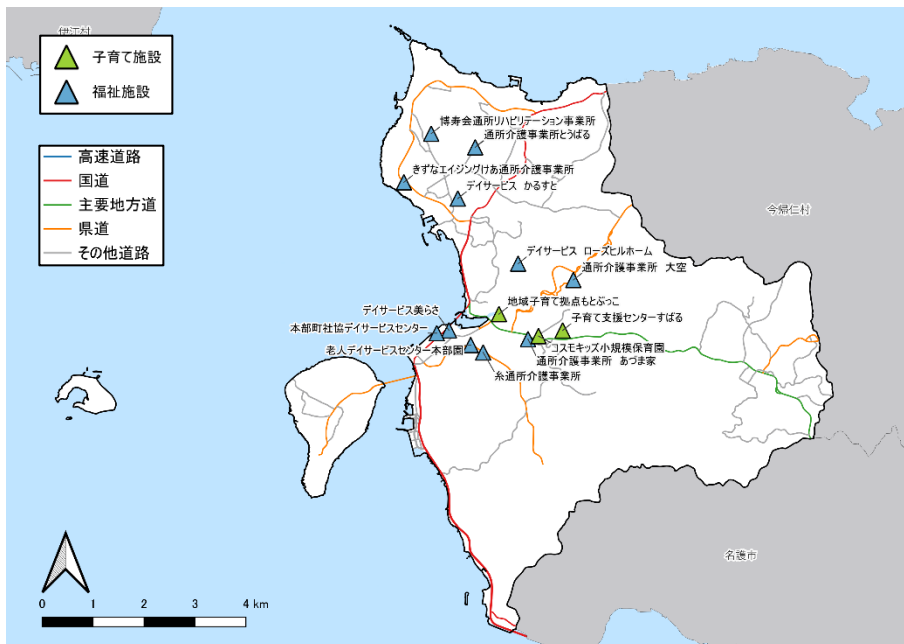 伊江村
子育て施設
福祉施設
高速道路
国道
主要地方道
県道
その他道路
博寿会通所リハビリテーション事業所
通所介護事業所とうばる
きずなエイジングけあ通所介護事業所
デイサービス かるすと
今帰仁村
デイサービス ローズヒルホーム
通所介護事業所 大空
地域子育て拠点もとぶっこ
デイサービス美らさ
子育て支援センターすばる
本部町社協デイサービスセンター
コスモキッズ小規模保育園
老人デイサービスセンター本部園
通所介護事業所 あづま家
糸通所介護事業所
名護市
0 1 2 3 4 km